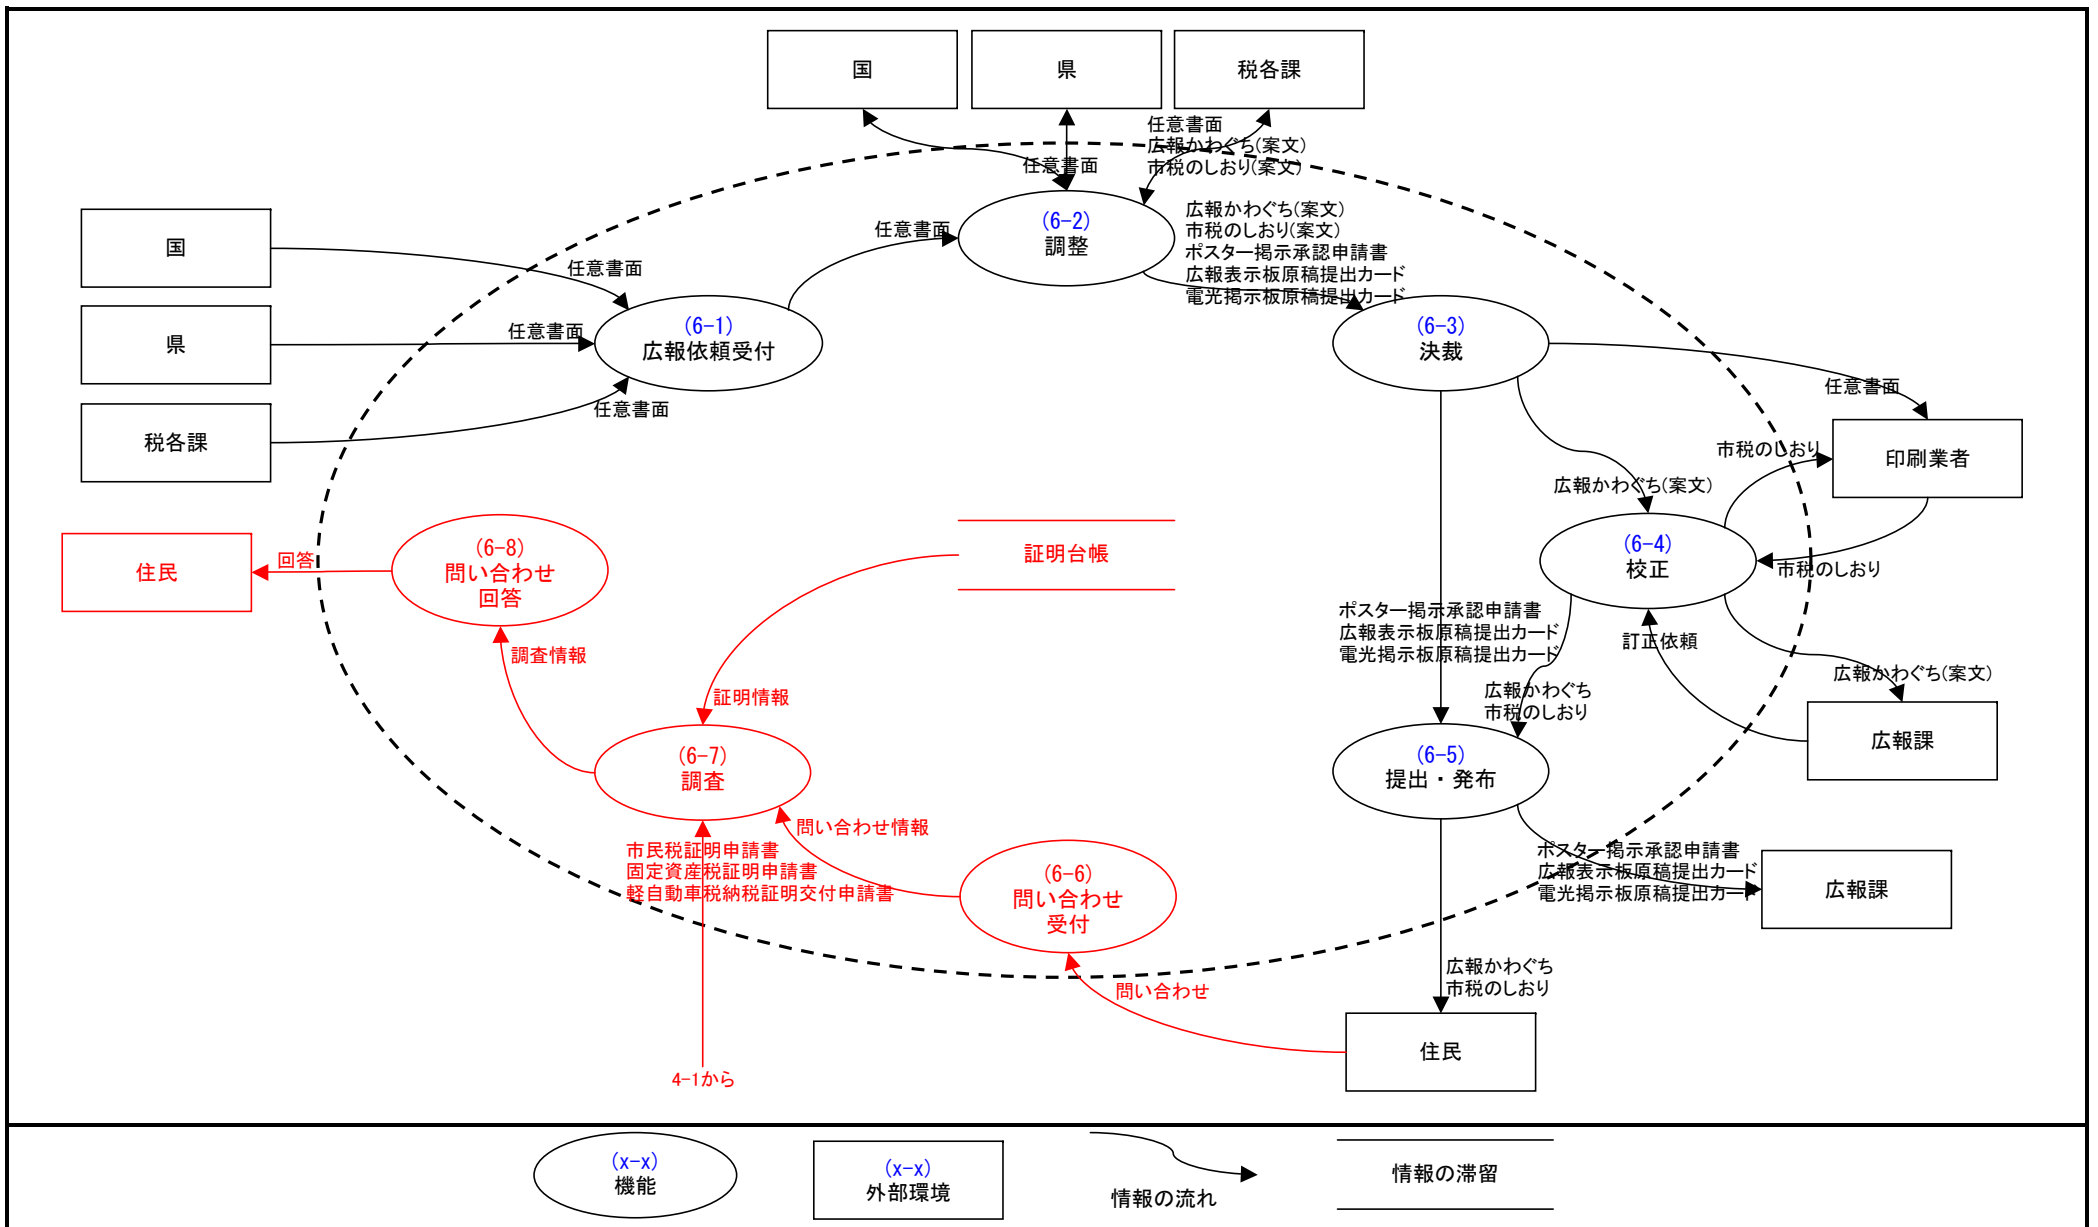 国
県
税各課
任意書面
任意書面
広報かわぐち(案文)
市税のしおり(案文)
国
県
税各課
任意書面
任意書面
任意書面
(6-1)
広報依頼受付
任意書面
(6-2)
調整
広報かわぐち(案文)
市税のしおり(案文)
ポスター掲示承認申請書
広報表示板原稿提出カード
電光掲示板原稿提出カード
(6-3)
決裁
任意書面
印刷業者
市税のしおり
広報かわぐち(案文)
(6-4)
校正
市税のしおり
訂正依頼
広報かわぐち(案文)
広報課
ポスター掲示承認申請書
広報表示板原稿提出カード
電光掲示板原稿提出カード
広報かわぐち
市税のしおり
(6-5)
提出・発布
ポスター掲示承認申請書
広報表示板原稿提出カード
電光掲示板原稿提出カード
広報課
広報かわぐち
市税のしおり
住民
問い合わせ
(6-6)
問い合わせ
受付
問い合わせ情報
(6-7)
調査
市民税証明申請書
固定資産税証明申請書
軽自動車税納税証明交付申請書
4-1から
証明台帳
証明情報
調査情報
(6-8)
問い合わせ
回答
回答
住民
(x-x)
機能
(x-x)
外部環境
情報の流れ
情報の滞留